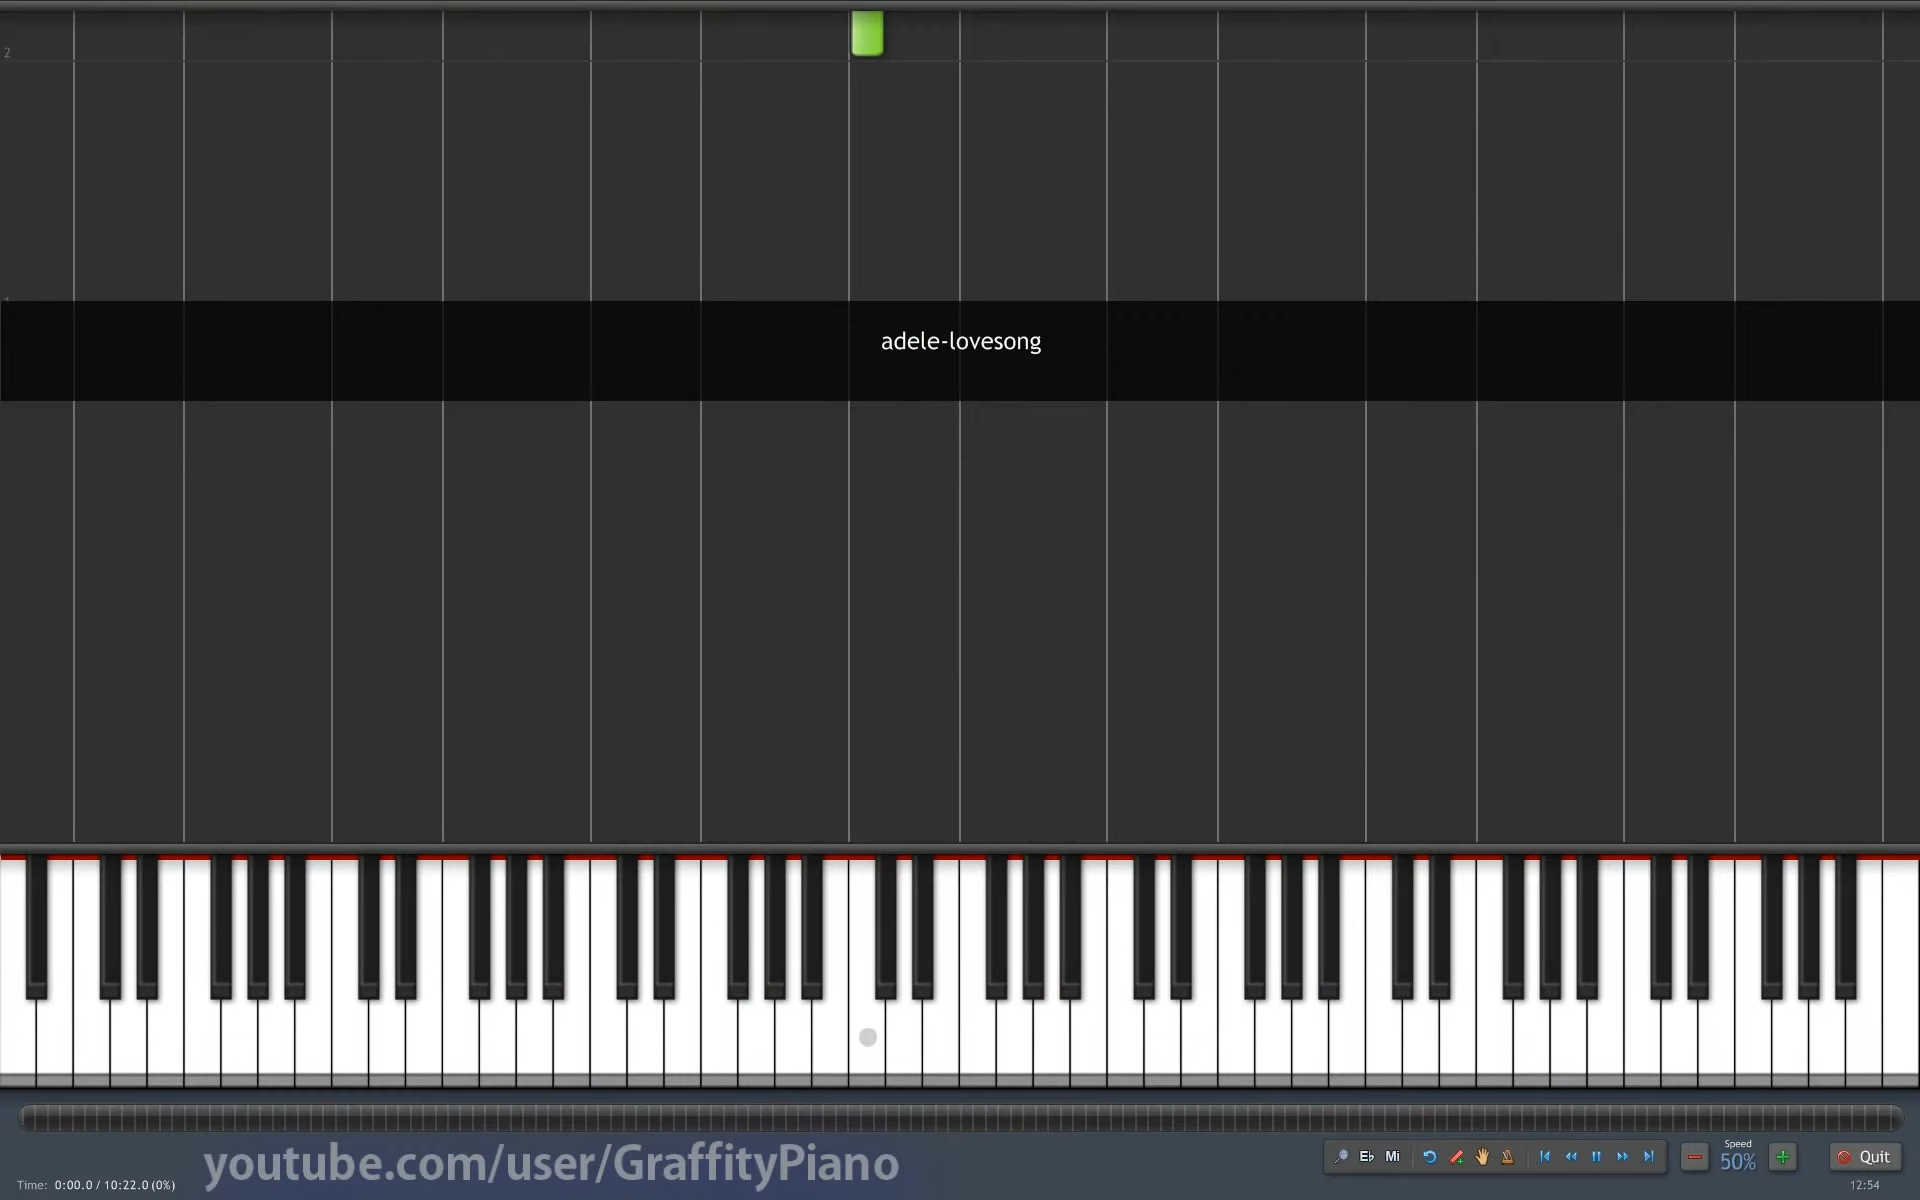 2
adele-lovesong
youtube.com/user/GraffityPiano
Time: 0:00.0 / 10:22.0 (0%)
Eb Mi
Speed
50%
Quit
12:54